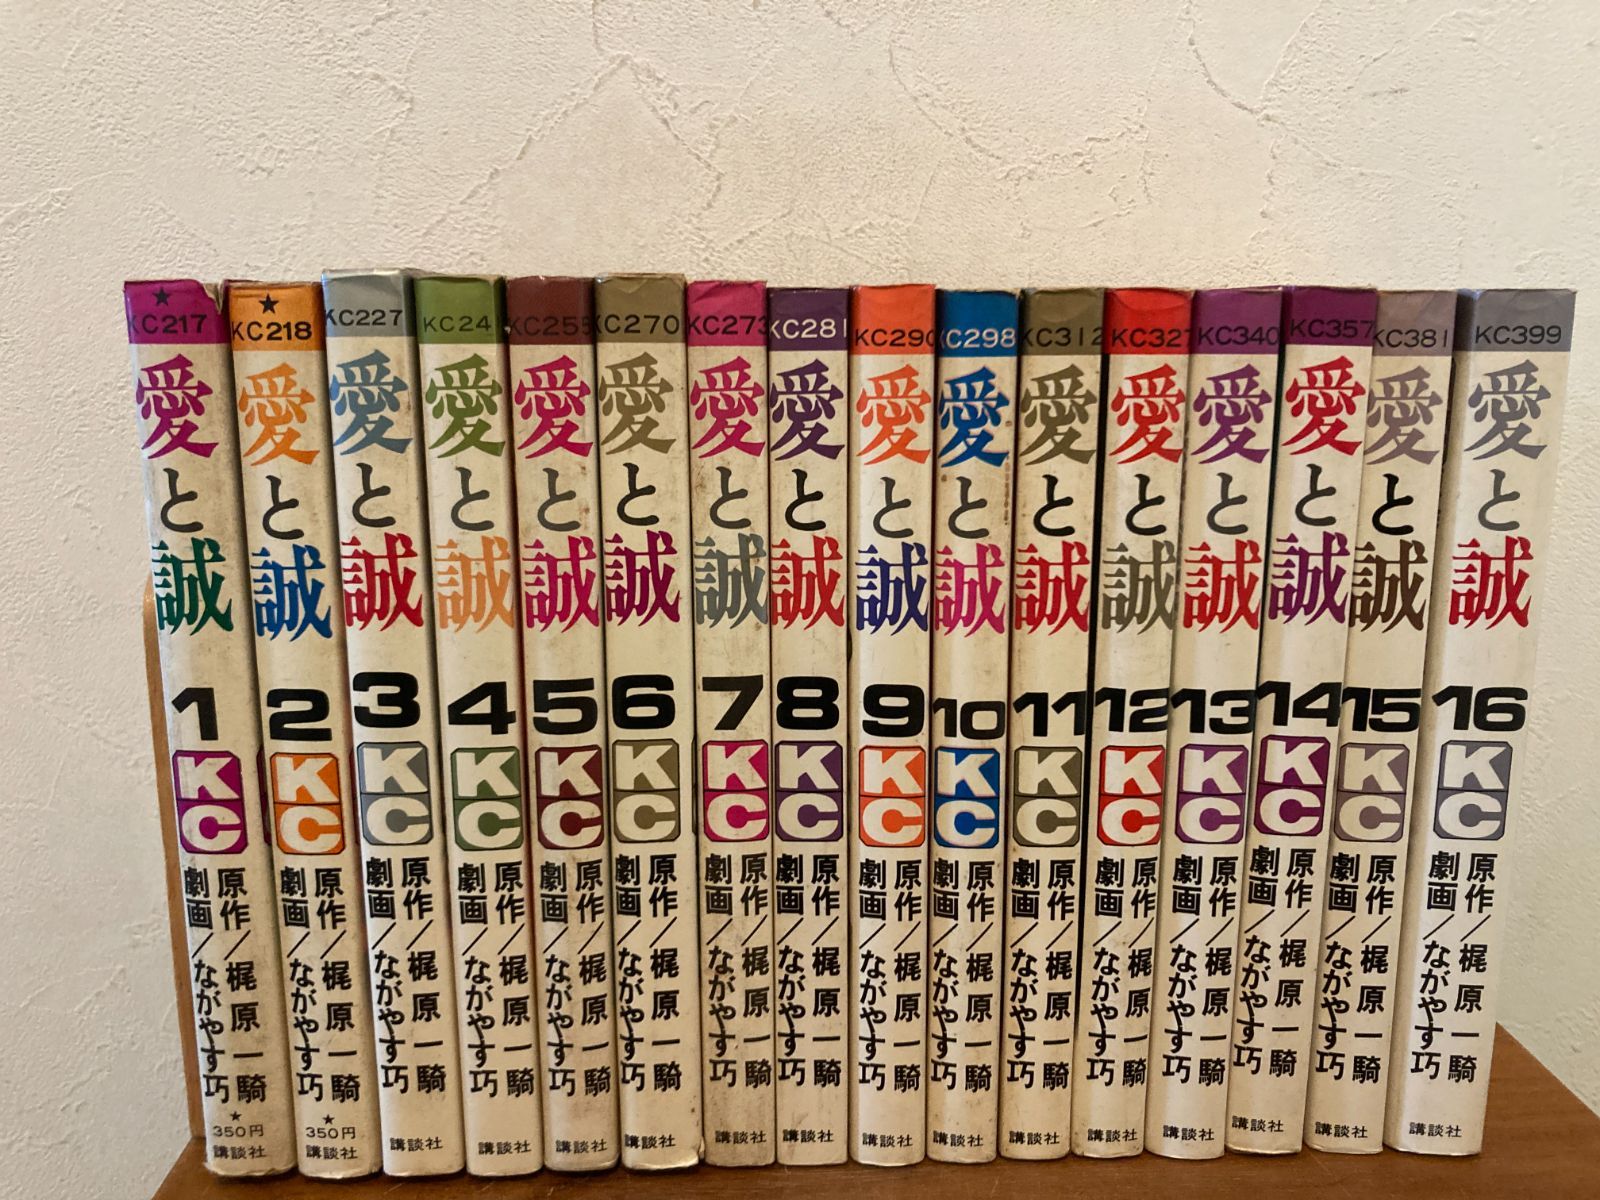 ★
KC217
愛と誠
1
KC
原作/梶原一騎
劇画/ながやす巧
★
350円
講談社
★
KC218
愛と誠
2
KC
原作/梶原一騎
劇画/ながやす巧
★
350円
講談社
KC227
愛と誠
3
KC
原作/梶原一騎
劇画/ながやす巧
講談社
KC24
愛と誠
4
KC
原作/梶原一騎
劇画/ながやす巧
講談社
KC255
愛と誠
5
KC
原作/梶原一騎
劇画/ながやす巧
講談社
KC270
愛と誠
6
KC
原作/梶原一騎
劇画/ながやす巧
講談社
KC273
愛と誠
7
KC
原作/梶原一騎
劇画/ながやす巧
講談社
KC281
愛と誠
8
KC
原作/梶原一騎
劇画/ながやす巧
講談社
KC290
愛と誠
9
KC
原作/梶原一騎
劇画/ながやす巧
講談社
KC298
愛と誠
10
KC
原作/梶原一騎
劇画/ながやす巧
講談社
KC312
愛と誠
11
KC
原作/梶原一騎
劇画/ながやす巧
講談社
KC327
愛と誠
12
KC
原作/梶原一騎
劇画/ながやす巧
講談社
KC340
愛と誠
13
KC
原作/梶原一騎
劇画/ながやす巧
講談社
KC357
愛と誠
14
KC
原作/梶原一騎
劇画/ながやす巧
講談社
KC381
愛と誠
15
KC
原作/梶原一騎
劇画/ながやす巧
講談社
KC399
愛と誠
16
KC
原作/梶原一騎
劇画/ながやす巧
講談社